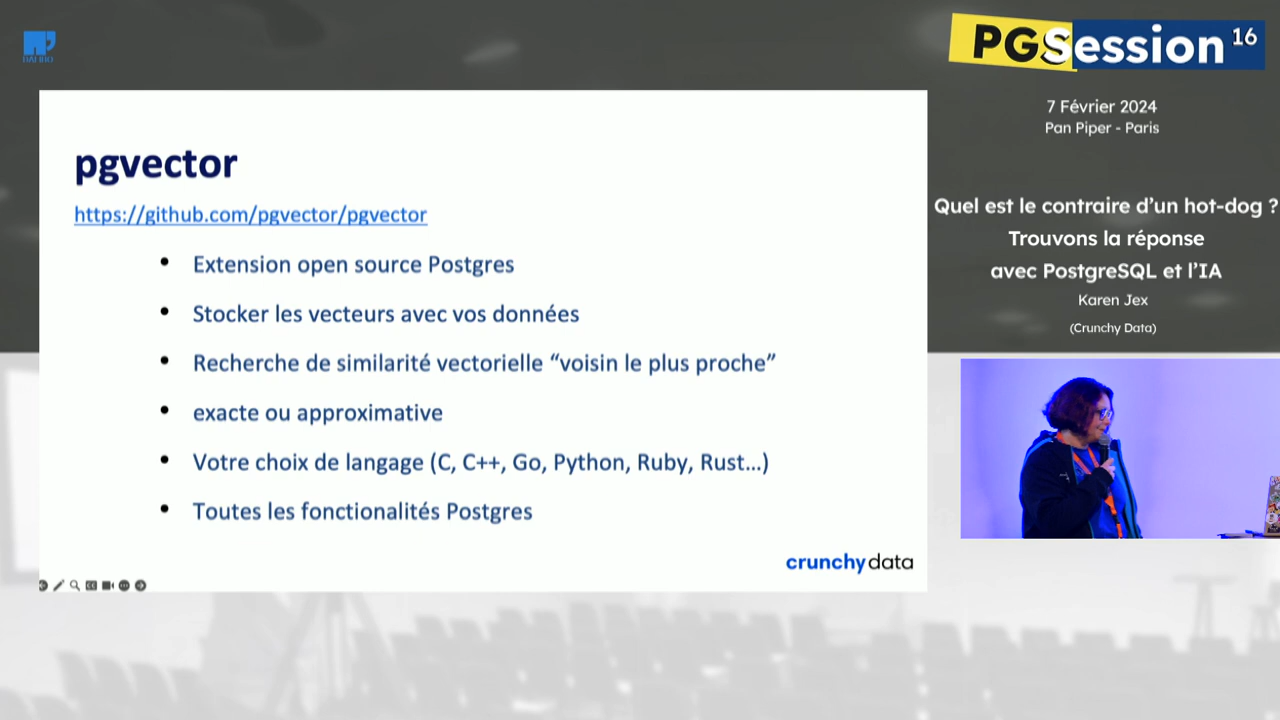 DALIBO
PGSession 16
7 Février 2024
Pan Piper - Paris
Quel est le contraire d'un hot-dog ?
Trouvons la réponse
avec PostgreSQL et l'IA
Karen Jex
(Crunchy Data)
pgvector
https://github.com/pgvector/pgvector
• Extension open source Postgres
• Stocker les vecteurs avec vos données
• Recherche de similarité vectorielle “voisin le plus proche”
• exacte ou approximative
• Votre choix de langage (C, C++, Go, Python, Ruby, Rust…)
• Toutes les fonctionalités Postgres
crunchydata